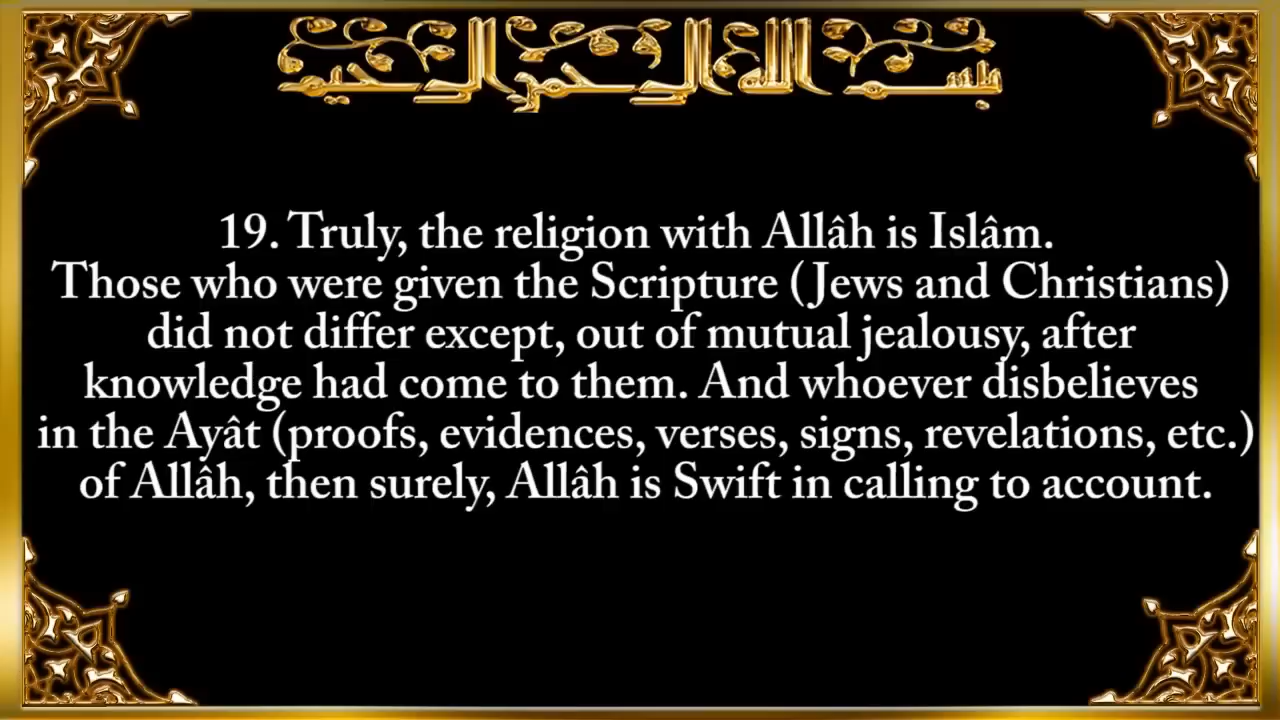 بسم الله الرحمن الرحيم
19. Truly, the religion with Allâh is Islâm.
Those who were given the Scripture (Jews and Christians)
did not differ except, out of mutual jealousy, after
knowledge had come to them. And whoever disbelieves
in the Ayât (proofs, evidences, verses, signs, revelations, etc.)
of Allâh, then surely, Allâh is Swift in calling to account.